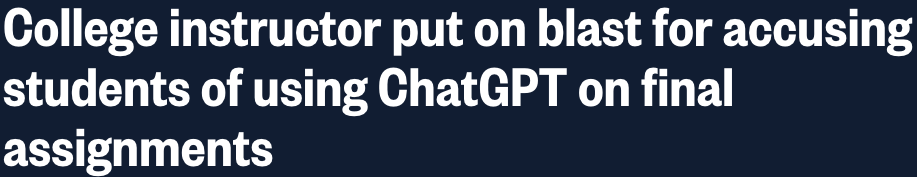 College instructor put on blast for accusing
students of using ChatGPT on final
assignments